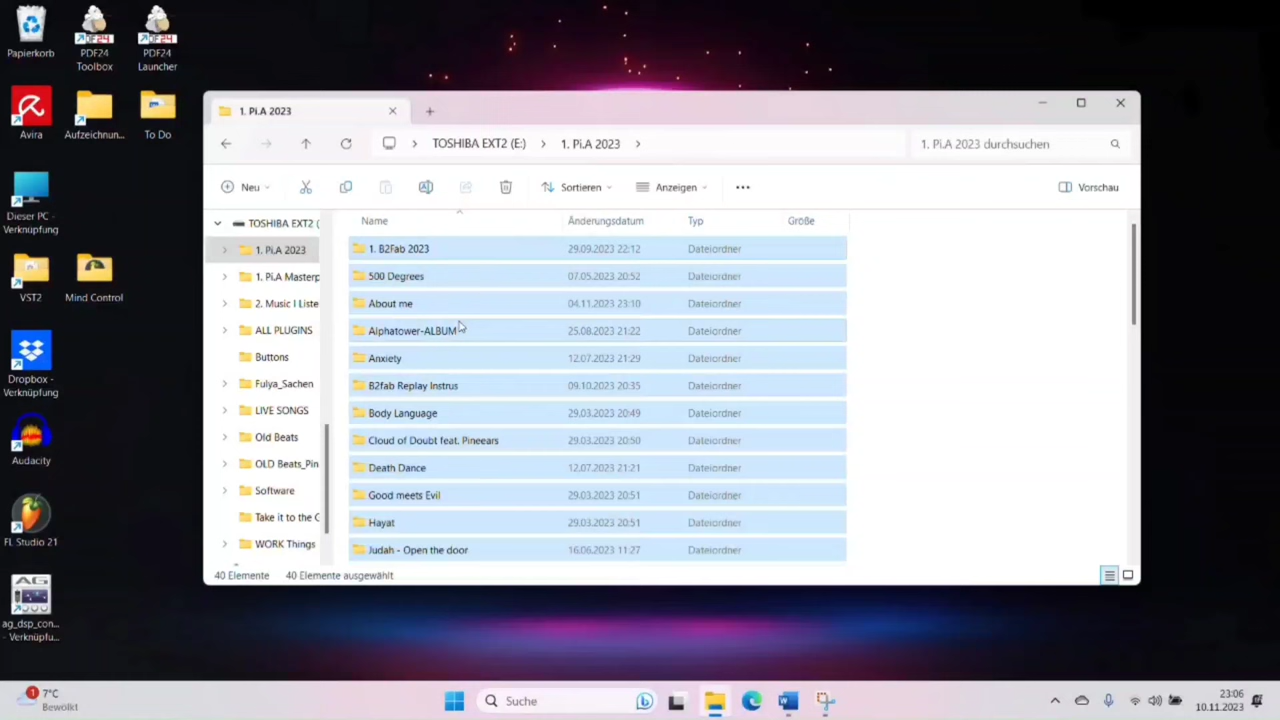 Papierkorb
PDF24
Toolbox
PDF24
Launcher
Avira
Aufzeichnun...
To Do
Dieser PC -
Verknüpfung
VST2
Mind Control
Dropbox -
Verknüpfung
Audacity
FL Studio 21
AG
ag_dsp_con...
- Verknüpfu...
1. Pi.A 2023
TOSHIBA EXT2 (E:)
1. Pi.A 2023
1. Pi.A 2023 durchsuchen
Neu
Sortieren
Anzeigen
Vorschau
TOSHIBA EXT2 (
1. Pi.A 2023
1. Pi.A Masterp
2. Music I Liste
ALL PLUGINS
Buttons
Fulya_Sachen
LIVE SONGS
Old Beats
OLD Beats_Pin
Software
Take it to the C
WORK Things
Name Änderungsdatum Typ Größe
1. B2Fab 2023 29.09.2023 22:12 Dateiordner
500 Degrees 07.05.2023 20:52 Dateiordner
About me 04.11.2023 23:10 Dateiordner
Alphatower-ALBUM 25.08.2023 21:22 Dateiordner
Anxiety 12.07.2023 21:29 Dateiordner
B2fab Replay Instrus 09.10.2023 20:35 Dateiordner
Body Language 29.03.2023 20:49 Dateiordner
Cloud of Doubt feat. Pineears 29.03.2023 20:50 Dateiordner
Death Dance 12.07.2023 21:21 Dateiordner
Good meets Evil 29.03.2023 20:51 Dateiordner
Hayat 29.03.2023 20:51 Dateiordner
Judah - Open the door 16.06.2023 11:27 Dateiordner
40 Elemente 40 Elemente ausgewählt
1
7°C
Bewölkt
Suche
23:06
10.11.2023